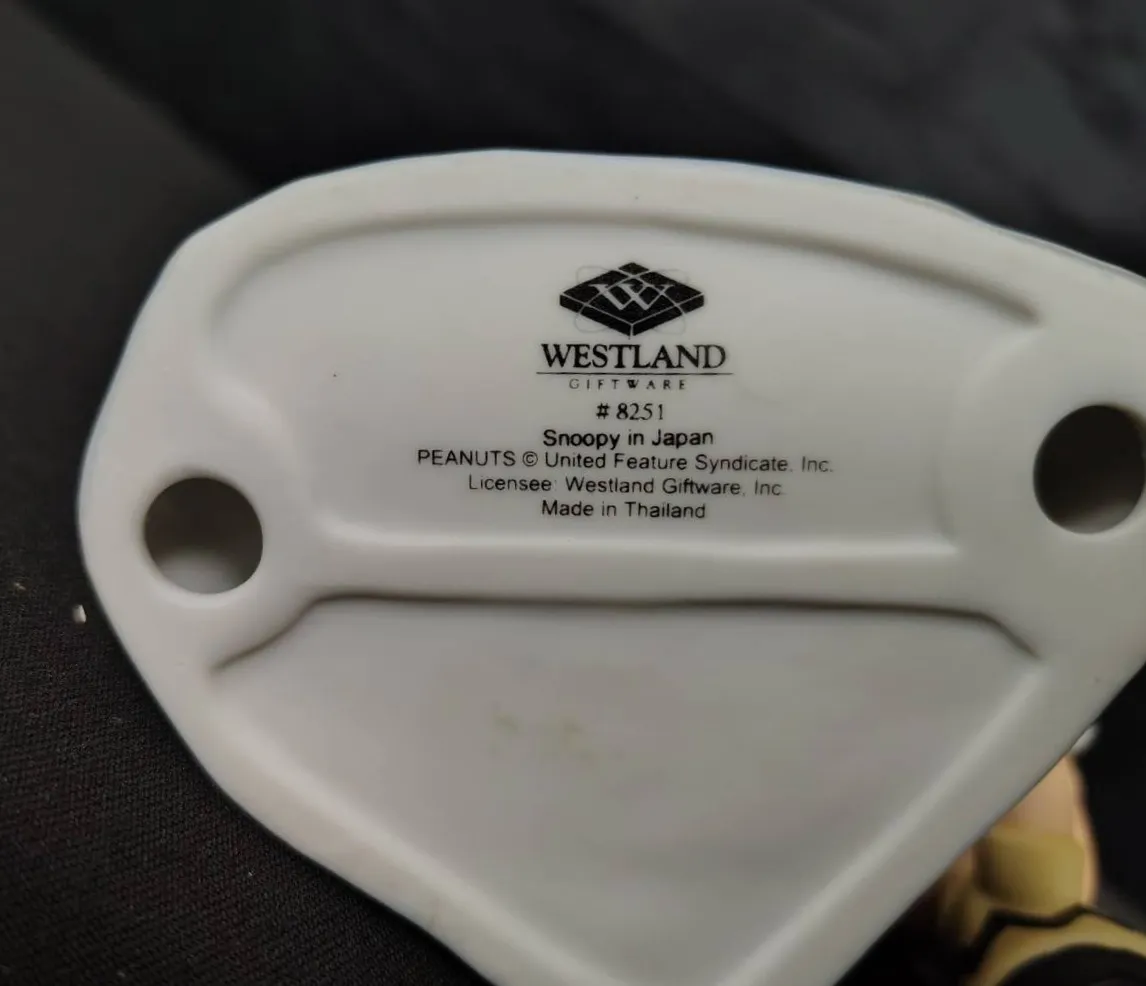 W
WESTLAND
GIFTWARE
# 8251
Snoopy in Japan
PEANUTS © United Feature Syndicate, Inc.
Licensee: Westland Giftware, Inc.
Made in Thailand